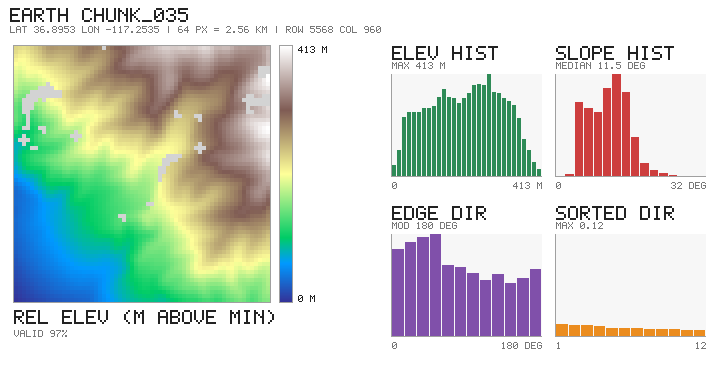 EARTH CHUNK_035
LAT 36.8953 LON -117.2535 | 64 PX = 2.56 KM | ROW 5568 COL 960
413 M
0 M
REL ELEV (M ABOVE MIN)
VALID 97%
ELEV HIST
MAX 413 M
0 413 M
SLOPE HIST
MEDIAN 11.5 DEG
0 32 DEG
EDGE DIR
MOD 180 DEG
0 180 DEG
SORTED DIR
MAX 0.12
1 12